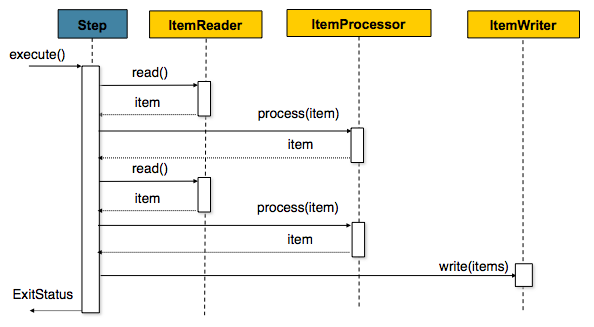 Step
ItemReader
ItemProcessor
ItemWriter
execute()
read()
item
process(item)
item
read()
item
process(item)
item
write(items)
ExitStatus